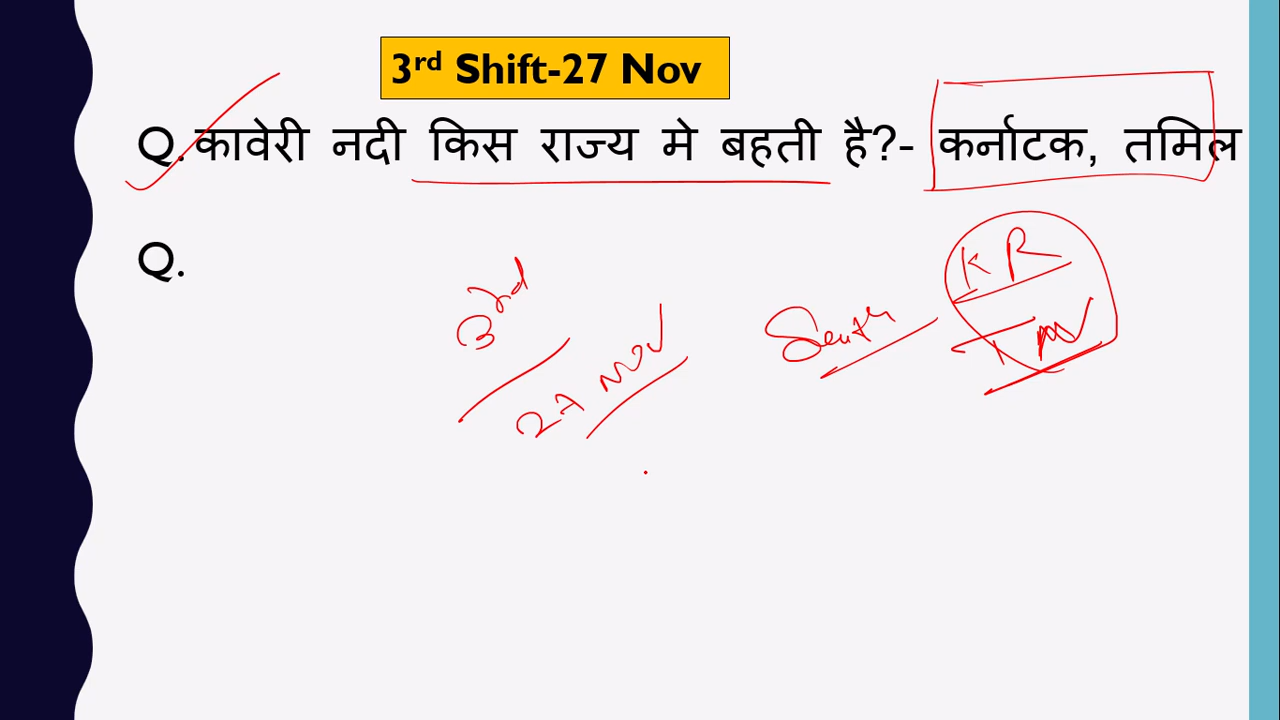 3rd Shift-27 Nov
Q.कावेरी नदी किस राज्य मे बहती है?- कर्नाटक, तमिल
Q.
3rd
27 NOV
South
KR
TN